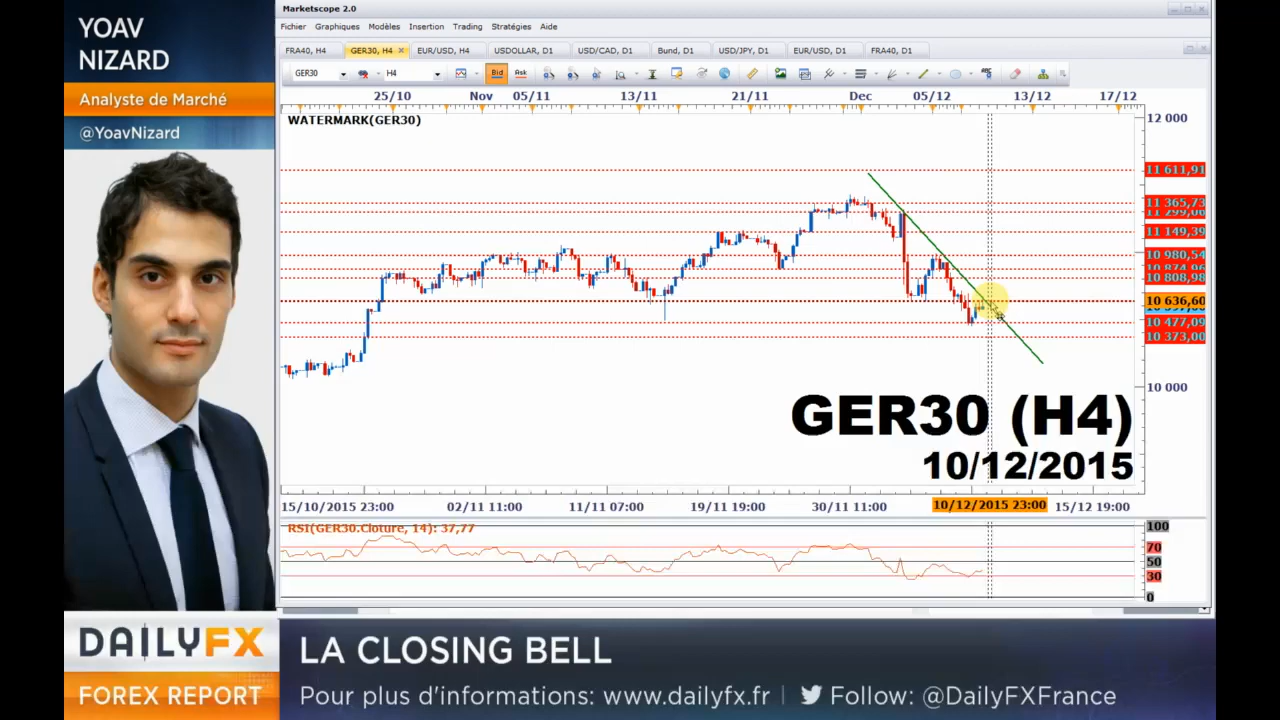 YOAV
NIZARD
Analyste de Marché
@YoavNizard
Marketscope 2.0
Fichier Graphiques Modèles Insertion Trading Stratégies Aide
FRA40, H4 GER30, H4 EUR/USD, H4 USDOLLAR, D1 USD/CAD, D1 Bund, D1 USD/JPY, D1 EUR/USD, D1 FRA40, D1
GER30 H4 Bid Ask
25/10 Nov 05/11 13/11 21/11 Dec 05/12 13/12 17/12
WATERMARK(GER30)
12 000
11 611,91
11 365,73
11 299,00
11 149,39
10 980,54
10 808,98
10 636,60
10 477,09
10 373,00
10 000
GER30 (H4)
10/12/2015
15/10/2015 23:00 02/11 11:00 11/11 07:00 19/11 19:00 30/11 11:00 10/12/2015 23:00 15/12 19:00
RSI(GER30.Cloture, 14): 37,77
100
70
50
30
0
DAILYFX
FOREX REPORT
LA CLOSING BELL
Pour plus d'informations: www.dailyfx.fr | Follow: @DailyFXFrance